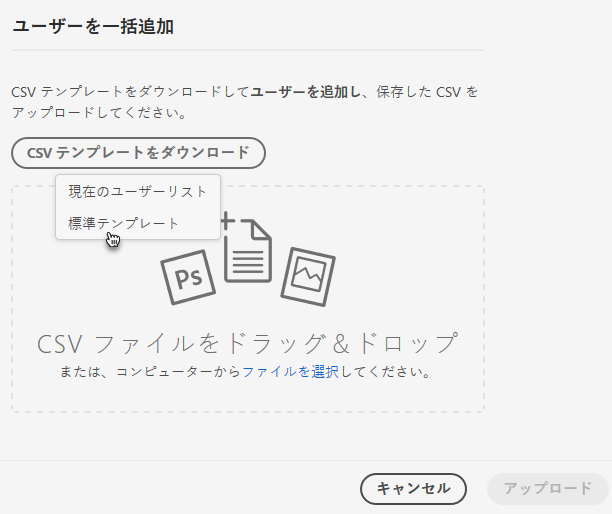 ユーザーを一括追加
CSV テンプレートをダウンロードしてユーザーを追加し、保存した CSV を
アップロードしてください。
CSV テンプレートをダウンロード
現在のユーザーリスト
標準テンプレート
Ps
CSV ファイルをドラッグ＆ドロップ
または、コンピューターからファイルを選択してください。
キャンセル
アップロード